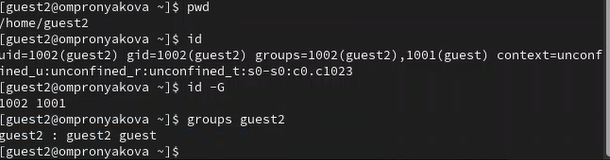 [guest2@ompronyakova ~]$ pwd
/home/guest2
[guest2@ompronyakova ~]$ id
uid=1002(guest2) gid=1002(guest2) groups=1002(guest2),1001(guest) context=unconf
ined_u:unconfined_r:unconfined_t:s0-s0:c0.c1023
[guest2@ompronyakova ~]$ id -G
1002 1001
[guest2@ompronyakova ~]$ groups guest2
guest2 : guest2 guest
[guest2@ompronyakova ~]$